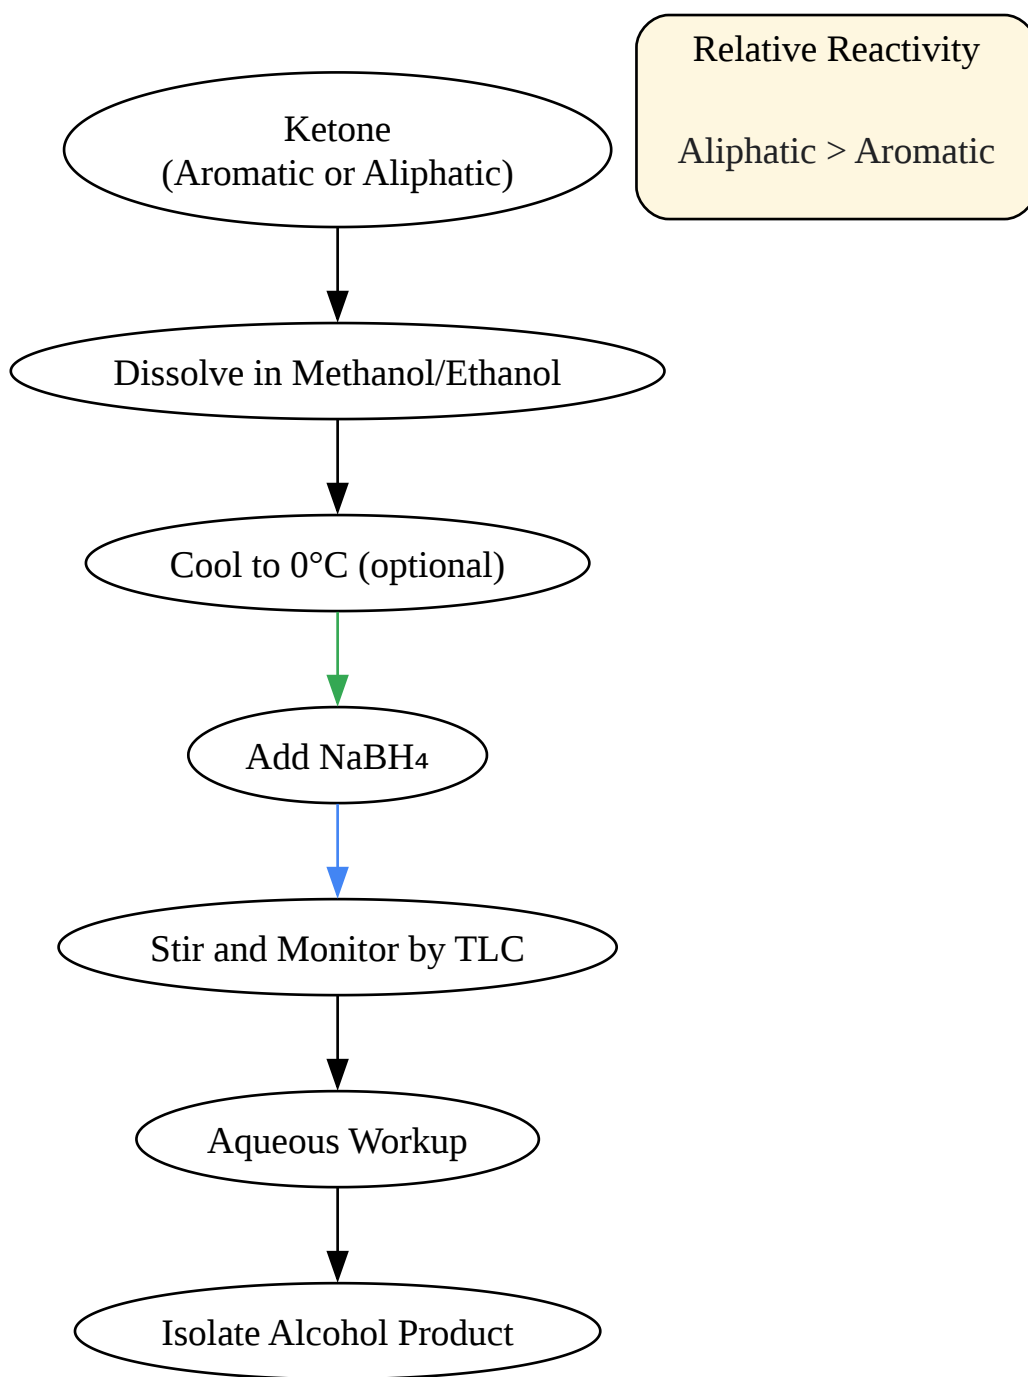 Relative Reactivity
Aliphatic > Aromatic
Ketone
(Aromatic or Aliphatic)
Dissolve in Methanol/Ethanol
Cool to 0°C (optional)
Add NaBH₄
Stir and Monitor by TLC
Aqueous Workup
Isolate Alcohol Product